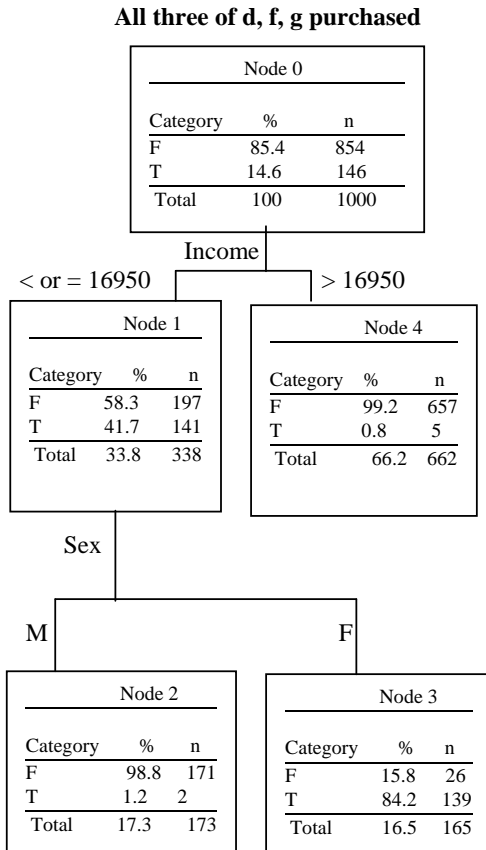 All three of d, f, g purchased
Node 0
Category % n
F 85.4 854
T 14.6 146
Total 100 1000
Income
< or = 16950 > 16950
Node 1
Category % n
F 58.3 197
T 41.7 141
Total 33.8 338
Node 4
Category % n
F 99.2 657
T 0.8 5
Total 66.2 662
Sex
M F
Node 2
Category % n
F 98.8 171
T 1.2 2
Total 17.3 173
Node 3
Category % n
F 15.8 26
T 84.2 139
Total 16.5 165